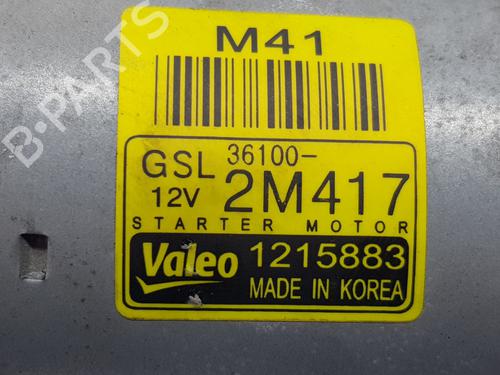 B-PARTS
M41
GSL 36100-
12V 2M417
STARTER MOTOR
Valeo 1215883
MADE IN KOREA